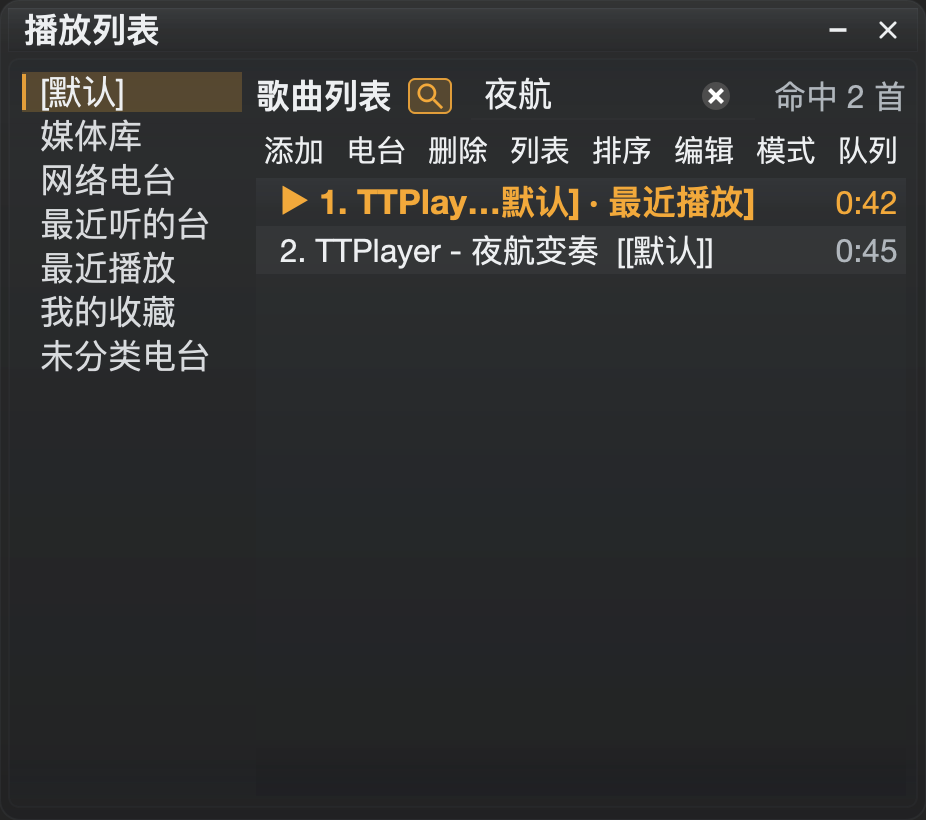 播放列表
[默认]
媒体库
网络电台
最近听的台
最近播放
我的收藏
未分类电台
歌曲列表 夜航 命中 2 首
添加 电台 删除 列表 排序 编辑 模式 队列
1. TTPlay...默认] · 最近播放] 0:42
2. TTPlayer - 夜航变奏 [[默认]] 0:45